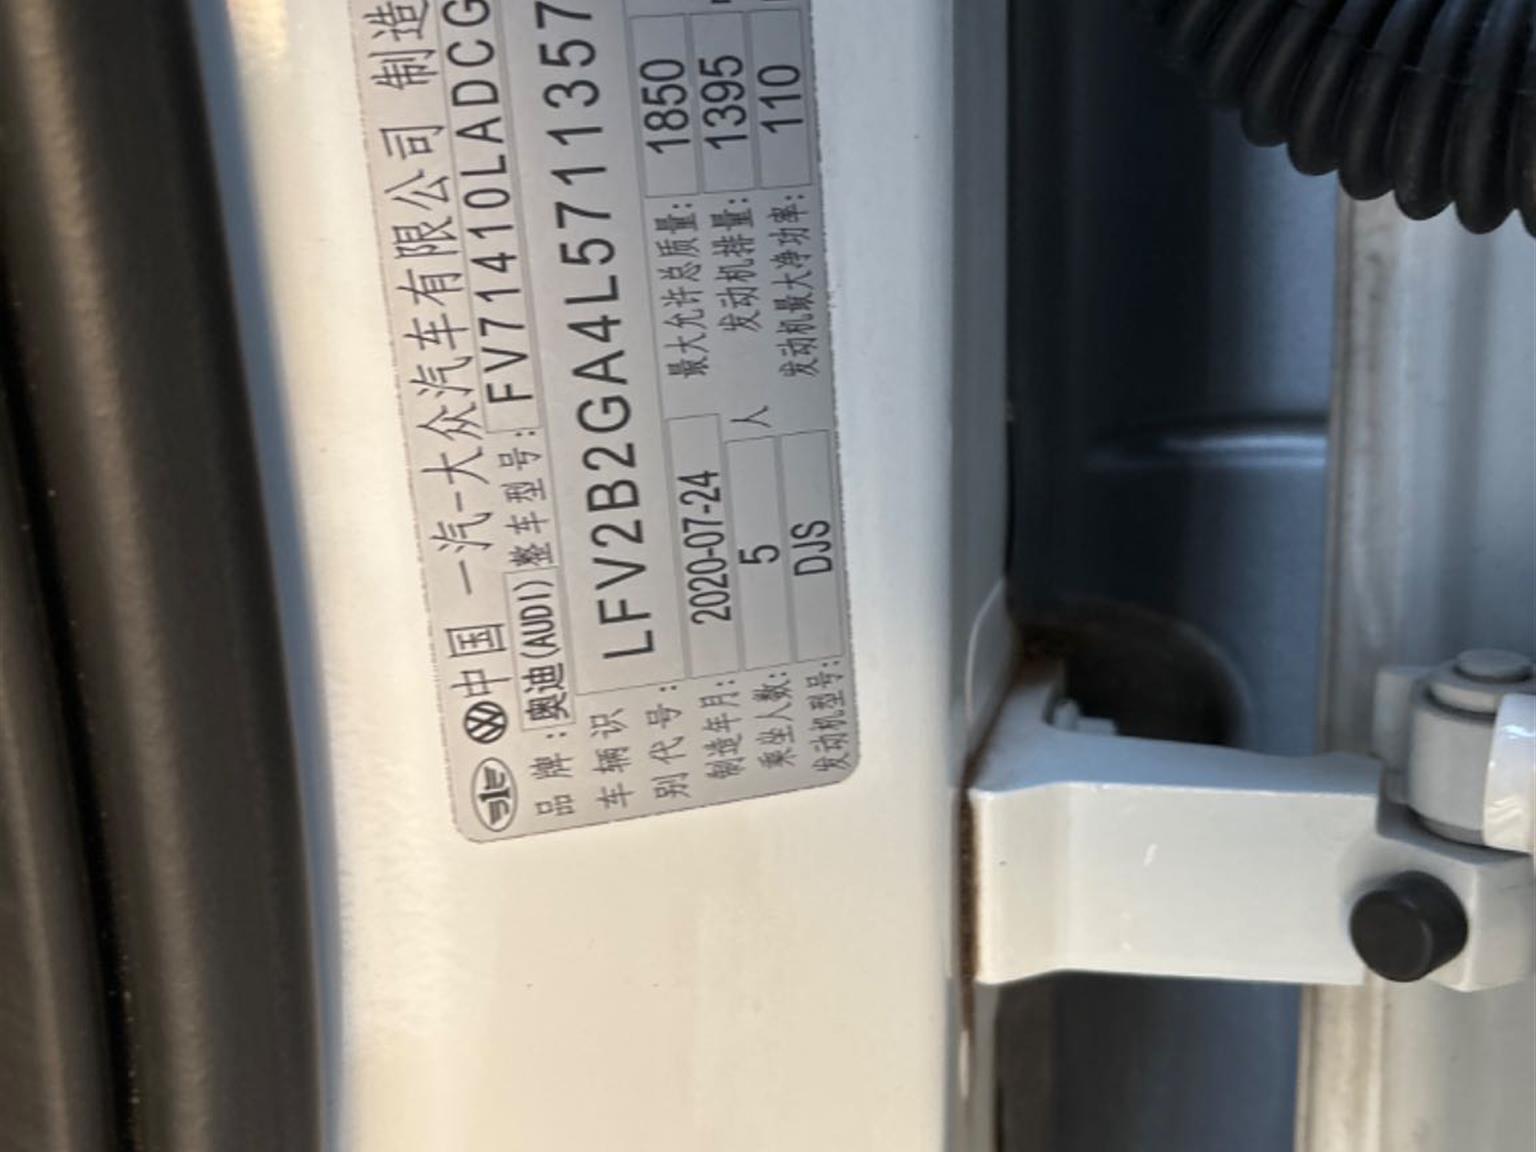 中国 一汽-大众汽车有限公司 制造
品牌: 奥迪(AUDI) 整车型号: FV71410LADCG
车辆识别代号: LFV2B2GA4L5711357
制造年月: 2020-07-24 最大允许总质量: 1850
乘坐人数: 5 人 发动机排量: 1395
发动机型号: DJS 发动机最大净功率: 110